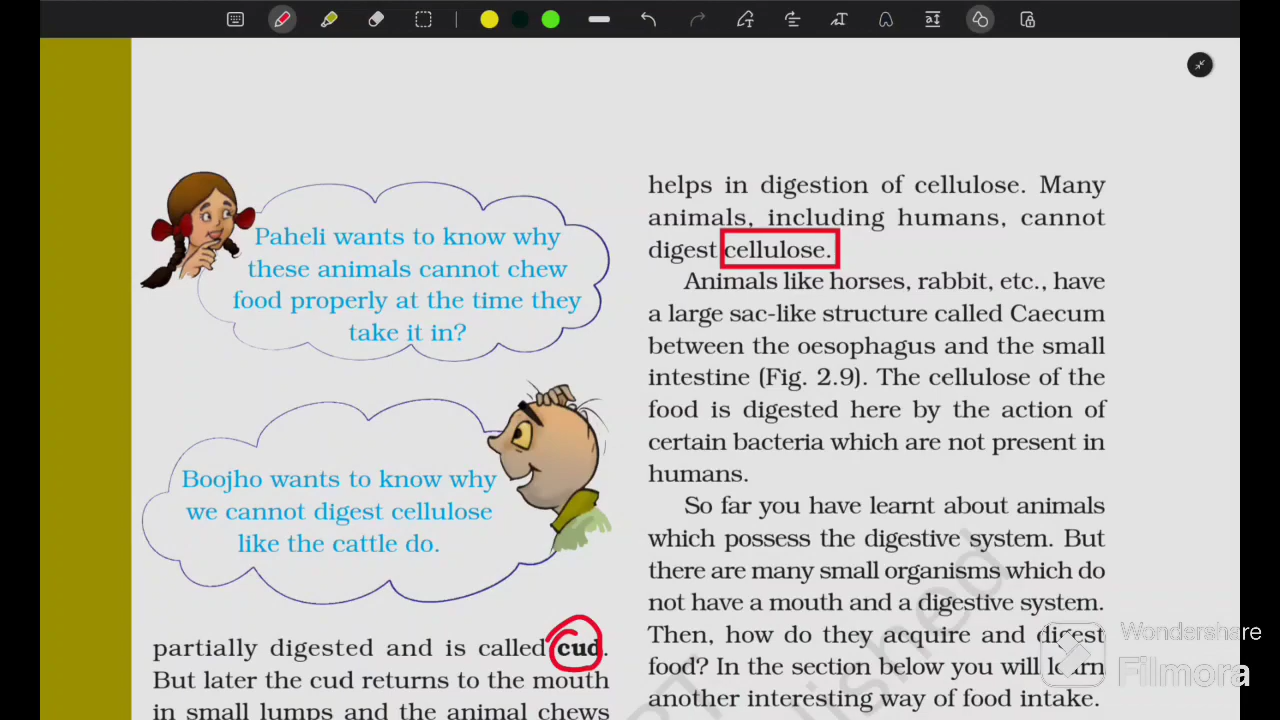 Paheli wants to know why
these animals cannot chew
food properly at the time they
take it in?
Boojho wants to know why
we cannot digest cellulose
like the cattle do.
partially digested and is called cud.
But later the cud returns to the mouth
in small lumps and the animal chews
helps in digestion of cellulose. Many
animals, including humans, cannot
digest cellulose.
Animals like horses, rabbit, etc., have
a large sac-like structure called Caecum
between the oesophagus and the small
intestine (Fig. 2.9). The cellulose of the
food is digested here by the action of
certain bacteria which are not present in
humans.
So far you have learnt about animals
which possess the digestive system. But
there are many small organisms which do
not have a mouth and a digestive system.
Then, how do they acquire and digest
food? In the section below you will learn
another interesting way of food intake.
Wondershare
Filmora